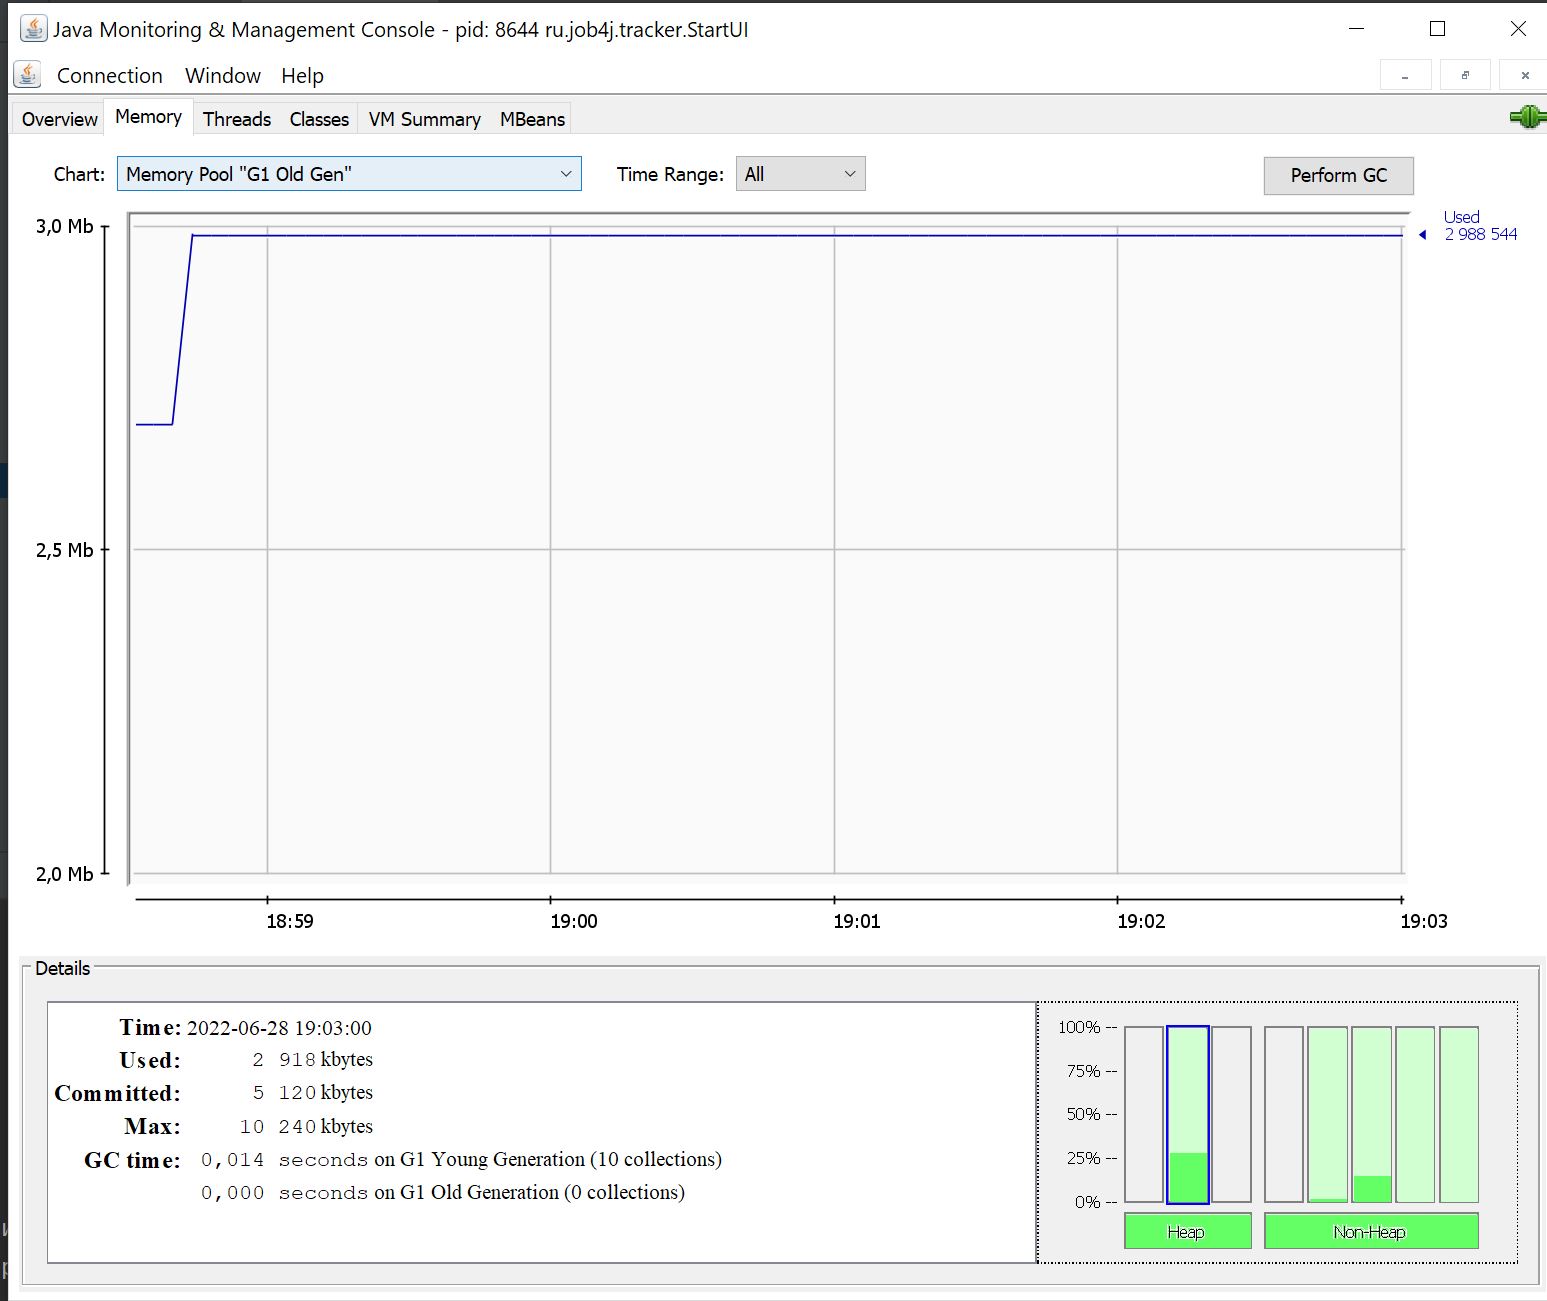 Java Monitoring & Management Console - pid: 8644 ru.job4j.tracker.StartUI
Connection Window Help
Overview Memory Threads Classes VM Summary MBeans
Chart: Memory Pool "G1 Old Gen" Time Range: All Perform GC
Used
2 988 544
3,0 Mb
2,5 Mb
2,0 Mb
18:59 19:00 19:01 19:02 19:03
Details
Time: 2022-06-28 19:03:00
Used: 2 918 kbytes
Committed: 5 120 kbytes
Max: 10 240 kbytes
GC time: 0,014 seconds on G1 Young Generation (10 collections)
0,000 seconds on G1 Old Generation (0 collections)
100% --
75% --
50% --
25% --
0% --
Heap Non-Heap